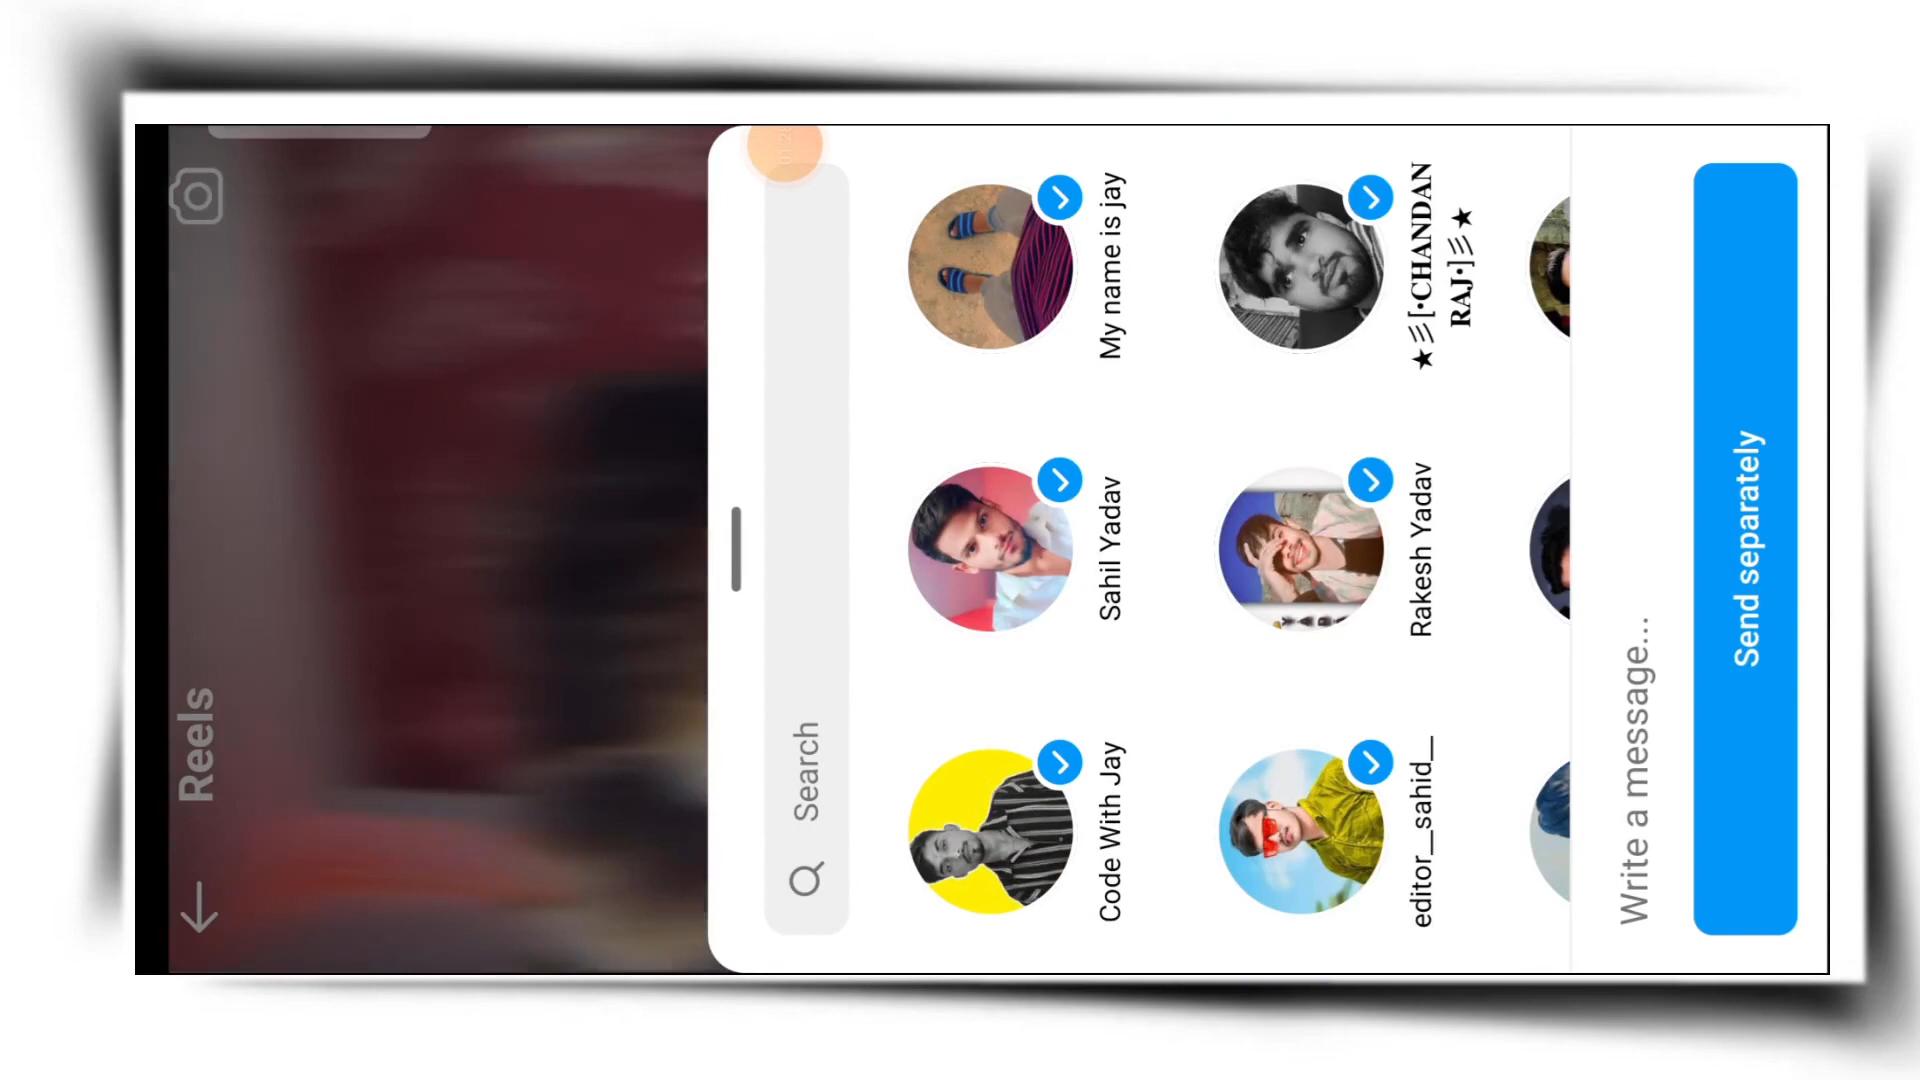 Reels
Search
Code With Jay
Sahil Yadav
My name is jay
editor__sahid__
Rakesh Yadav
★彡[•CHANDAN
RAJ•]彡★
Write a message...
Send separately